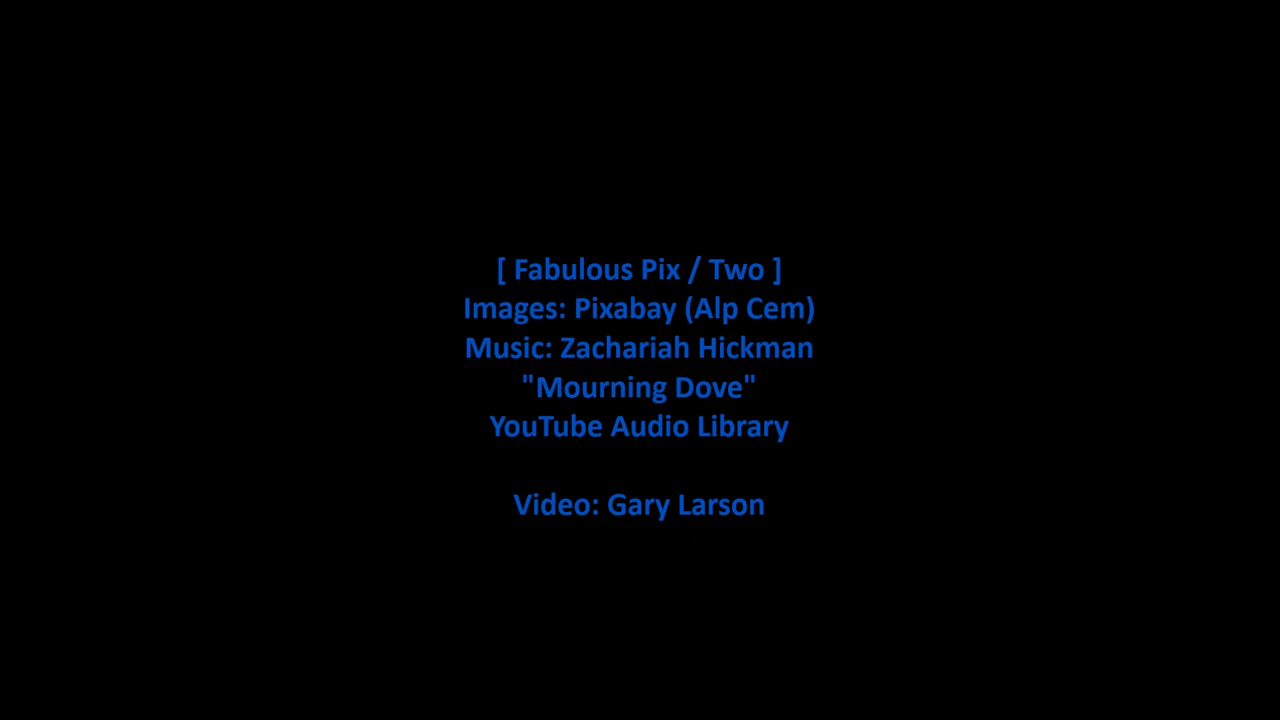 [ Fabulous Pix / Two ]
Images: Pixabay (Alp Cem)
Music: Zachariah Hickman
"Mourning Dove"
YouTube Audio Library
Video: Gary Larson